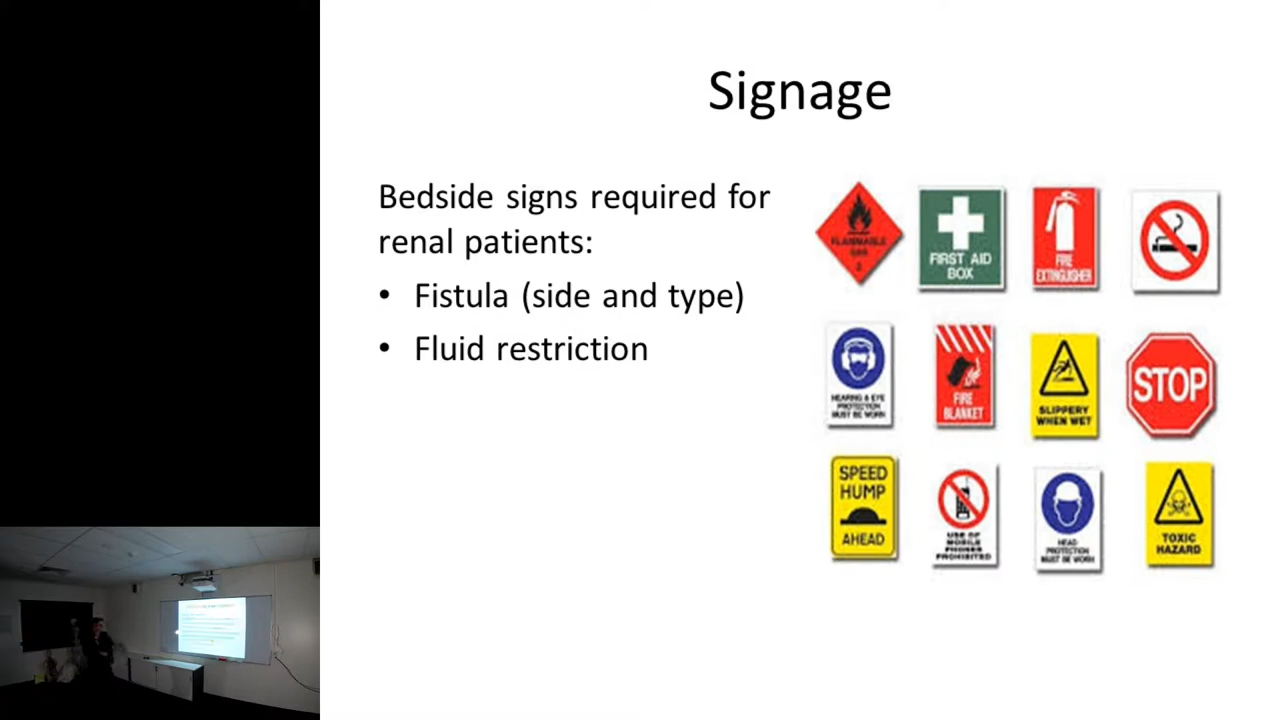 Signage
Bedside signs required for
renal patients:
• Fistula (side and type)
• Fluid restriction
FLAMMABLE
GAS
2
FIRST AID
BOX
FIRE
EXTINGUISHER
HEARING & EYE
PROTECTION
MUST BE WORN
FIRE
BLANKET
SLIPPERY
WHEN WET
STOP
SPEED
HUMP
AHEAD
USE OF
MOBILE
PHONES
PROHIBITED
HEAD
PROTECTION
MUST BE WORN
TOXIC
HAZARD